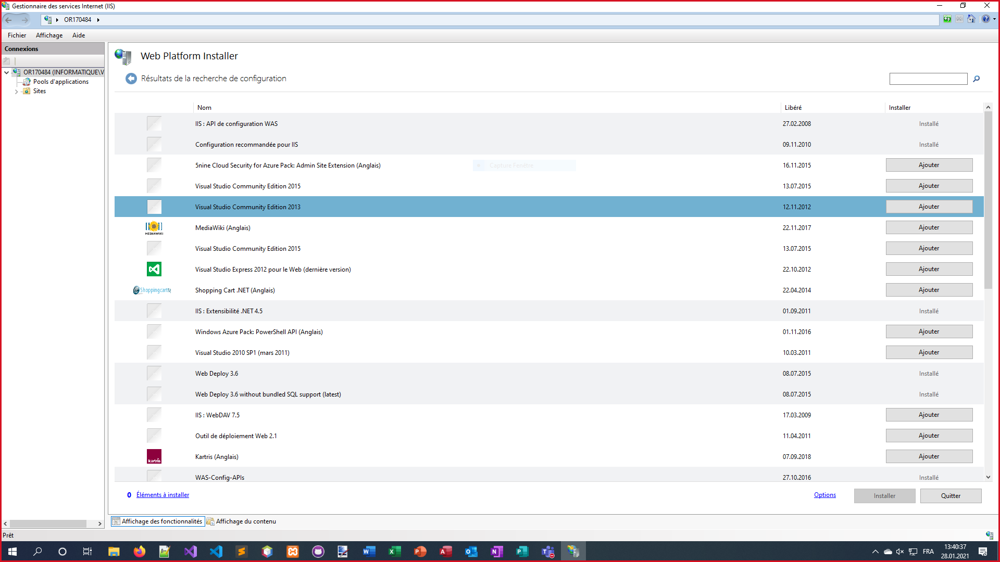 Gestionnaire des services Internet (IIS)
OR170484
Fichier Affichage Aide
Connexions
OR170484 (INFORMATIQUE\V
Pools d'applications
Sites
Web Platform Installer
Résultats de la recherche de configuration
Nom Libéré Installer
IIS : API de configuration WAS 27.02.2008 Installé
Configuration recommandée pour IIS 09.11.2010 Installé
5nine Cloud Security for Azure Pack: Admin Site Extension (Anglais) 16.11.2015 Ajouter
Capture Fenêtre
Visual Studio Community Edition 2015 13.07.2015 Ajouter
Visual Studio Community Edition 2013 12.11.2012 Ajouter
MEDIAWIKI
MediaWiki (Anglais) 22.11.2017 Ajouter
Visual Studio Community Edition 2015 13.07.2015 Ajouter
Visual Studio Express 2012 pour le Web (dernière version) 22.10.2012 Ajouter
Shopping Cart .NET (Anglais) 22.04.2014 Ajouter
IIS : Extensibilité .NET 4.5 01.09.2011 Installé
Windows Azure Pack: PowerShell API (Anglais) 01.11.2016 Ajouter
Visual Studio 2010 SP1 (mars 2011) 10.03.2011 Ajouter
Web Deploy 3.6 08.07.2015 Installé
Web Deploy 3.6 without bundled SQL support (latest) 08.07.2015 Installé
IIS : WebDAV 7.5 17.03.2009 Ajouter
Outil de déploiement Web 2.1 11.04.2011 Ajouter
kartris
Kartris (Anglais) 07.09.2018 Ajouter
WAS-Config-APIs 27.10.2016 Installé
0 Éléments à installer Options Installer Quitter
Affichage des fonctionnalités Affichage du contenu
Prêt
FRA
13:40:37
28.01.2021